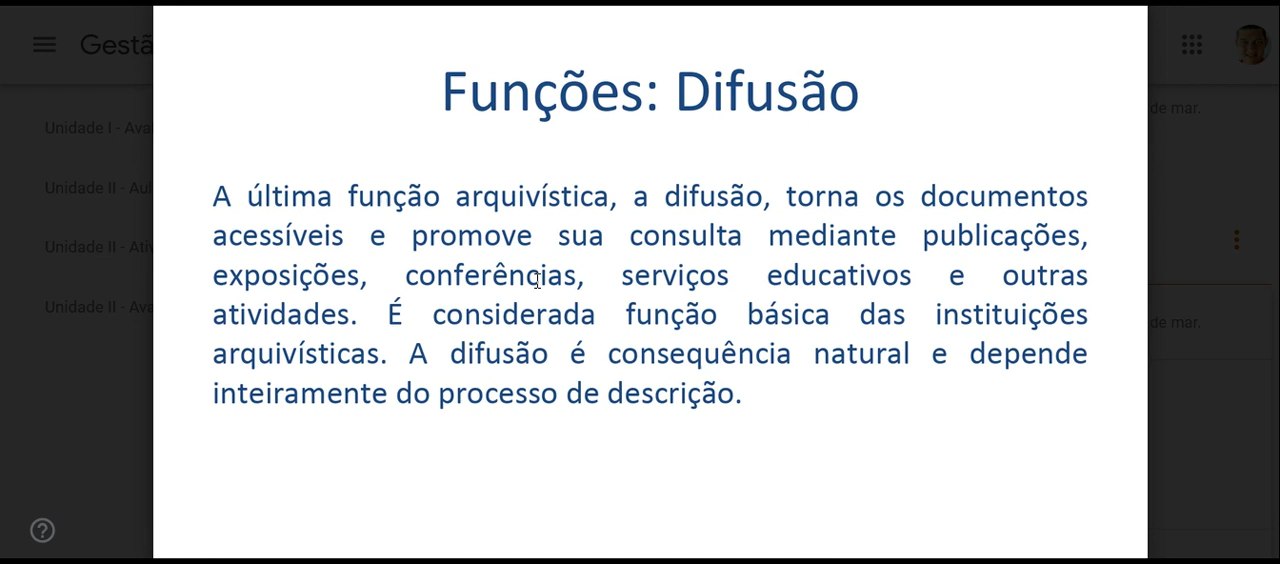 Gestã
Funções: Difusão
de mar.
Unidade I - Ava
Unidade II - Aul
Unidade II - Ativ
Unidade II - Ava
A última função arquivística, a difusão, torna os documentos
acessíveis e promove sua consulta mediante publicações,
exposições, conferências, serviços educativos e outras
atividades. É considerada função básica das instituições
arquivísticas. A difusão é consequência natural e depende
inteiramente do processo de descrição.
de mar.